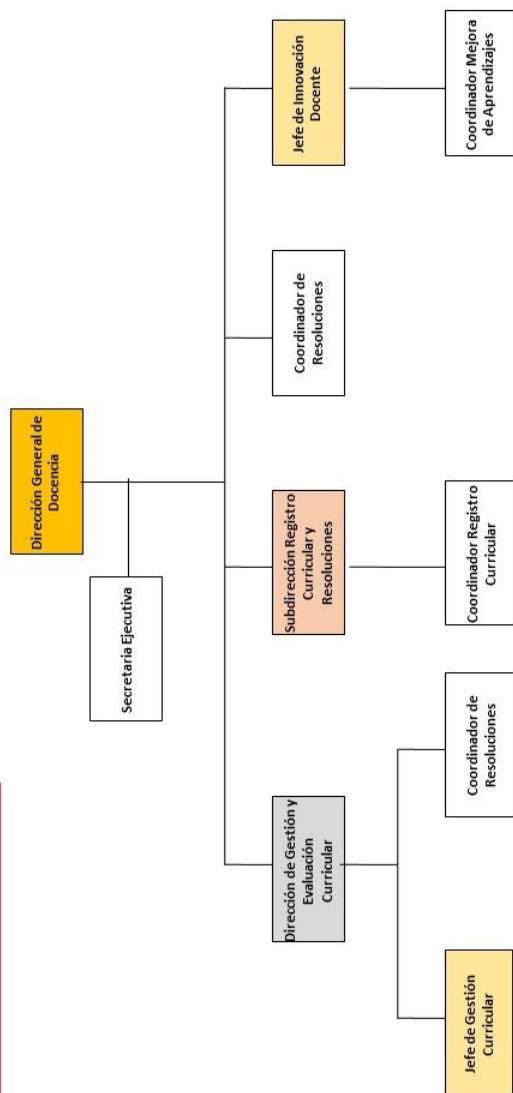 Dirección General de
Docencia
Secretaria Ejecutiva
Dirección de Gestión y
Evaluación
Curricular
Subdirección Registro
Curricular y
Resoluciones
Coordinador de
Resoluciones
Jefe de Innovación
Docente
Jefe de Gestión
Curricular
Coordinador de
Resoluciones
Coordinador Registro
Curricular
Coordinador Mejora
de Aprendizajes